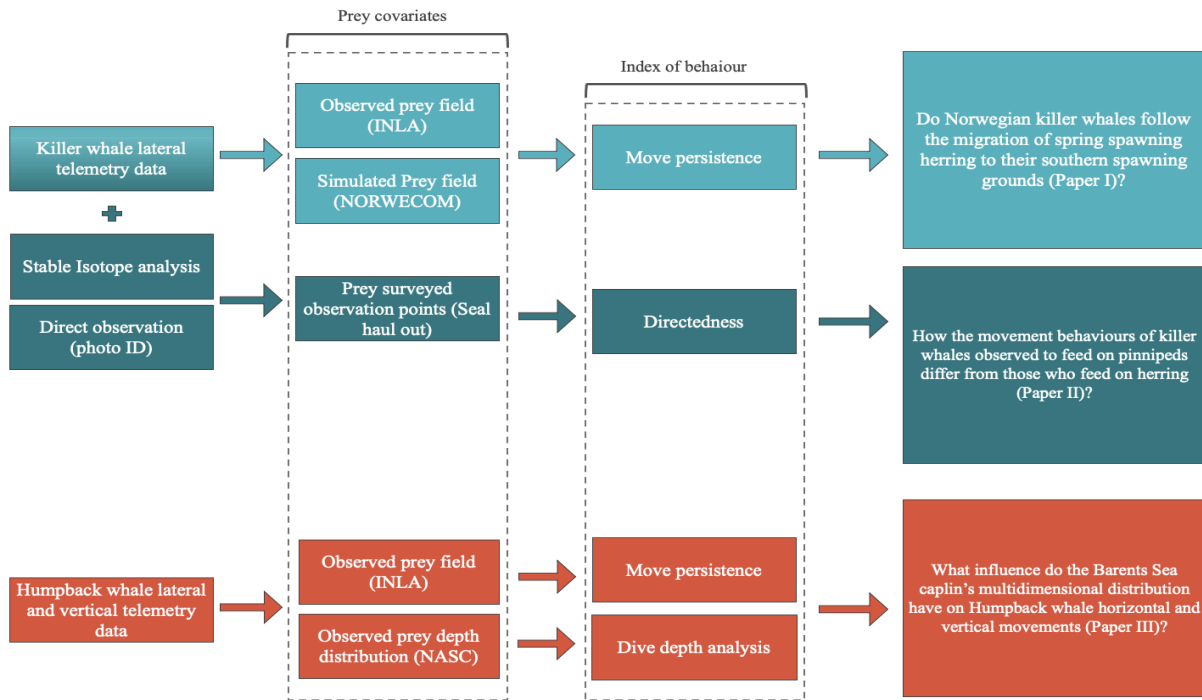 Prey covariates
Index of behaiour
Killer whale lateral
telemetry data
Observed prey field
(INLA)
Simulated Prey field
(NORWECOM)
Move persistence
Do Norwegian killer whales follow
the migration of spring spawning
herring to their southern spawning
grounds (Paper I)?
Stable Isotope analysis
Direct observation
(photo ID)
Prey surveyed
observation points (Seal
haul out)
Directedness
How the movement behaviours of killer
whales observed to feed on pinnipeds
differ from those who feed on herring
(Paper II)?
Humpback whale lateral
and vertical telemetry
data
Observed prey field
(INLA)
Observed prey depth
distribution (NASC)
Move persistence
Dive depth analysis
What influence do the Barents Sea
caplin’s multidimensional distribution
have on Humpback whale horizontal and
vertical movements (Paper III)?